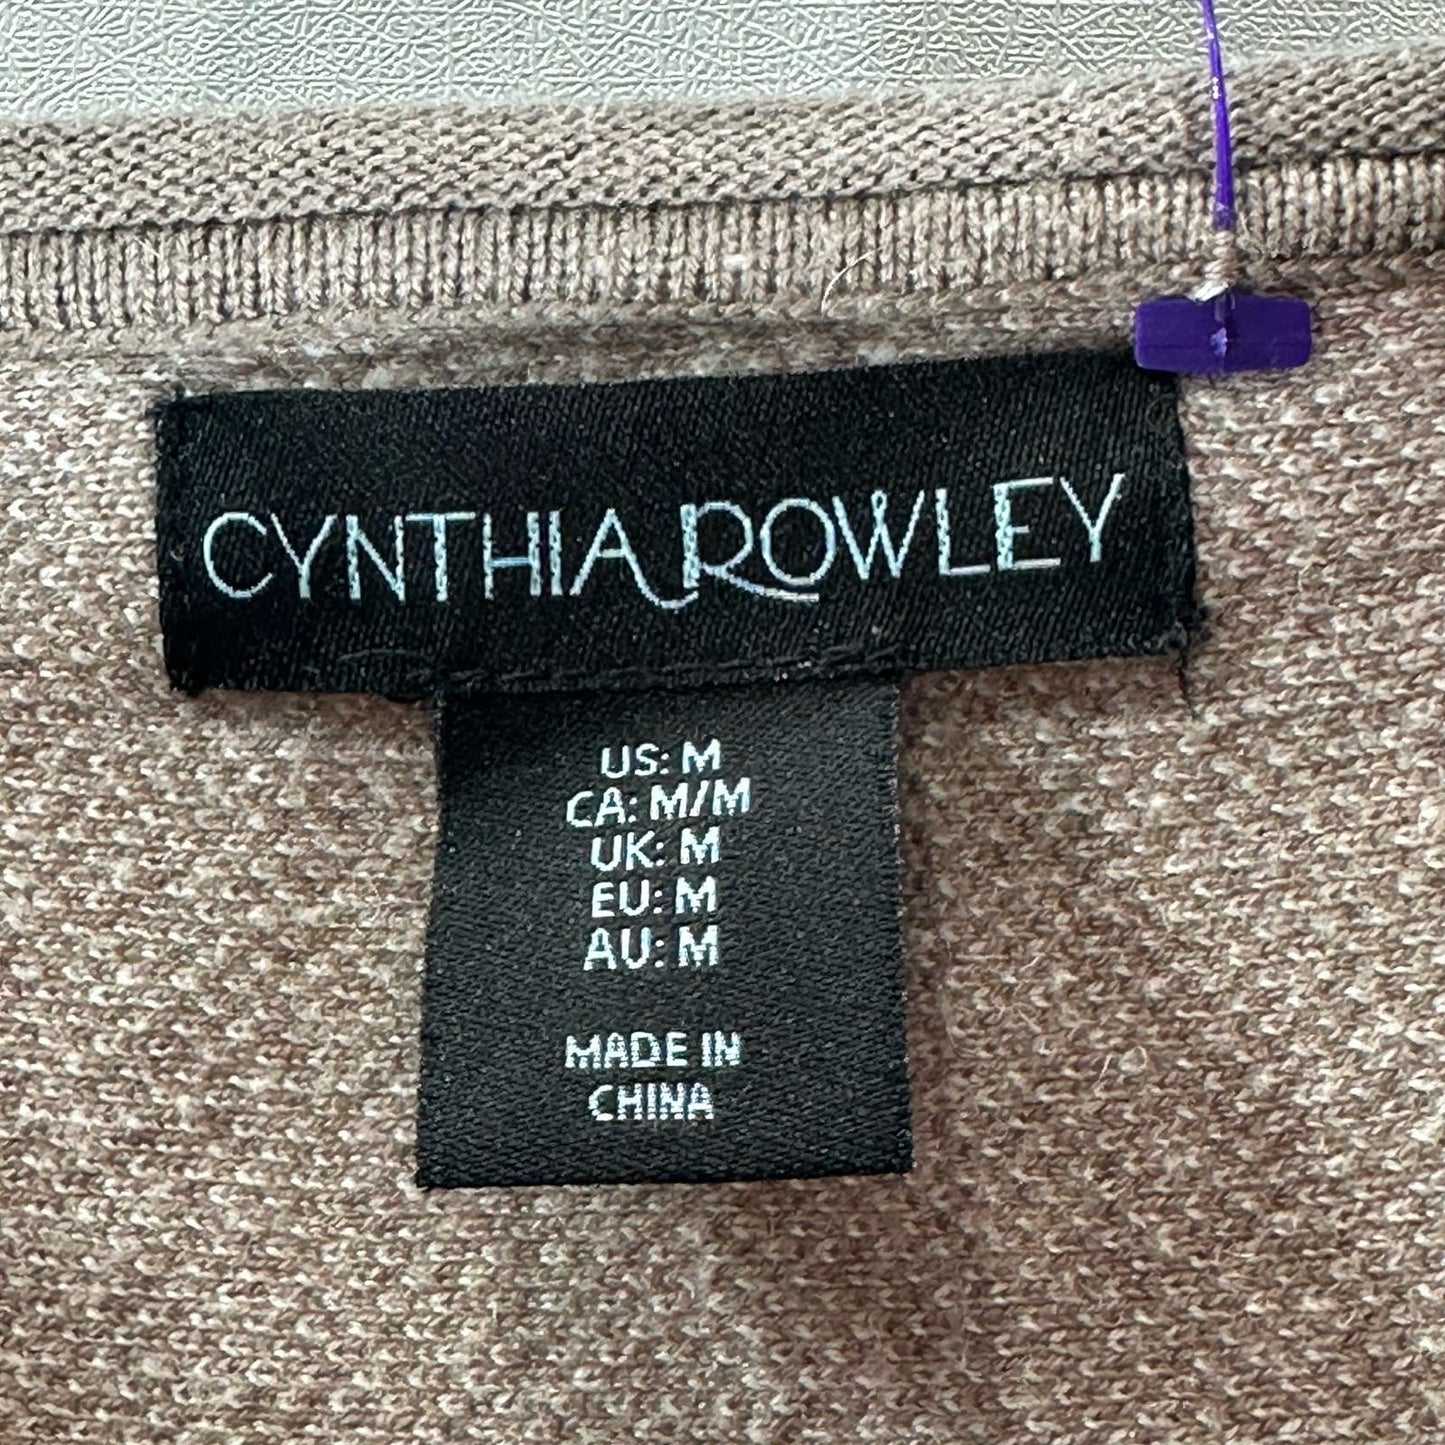 CYNTHIA ROWLEY
US: M
CA: M/M
UK: M
EU: M
AU: M
MADE IN
CHINA